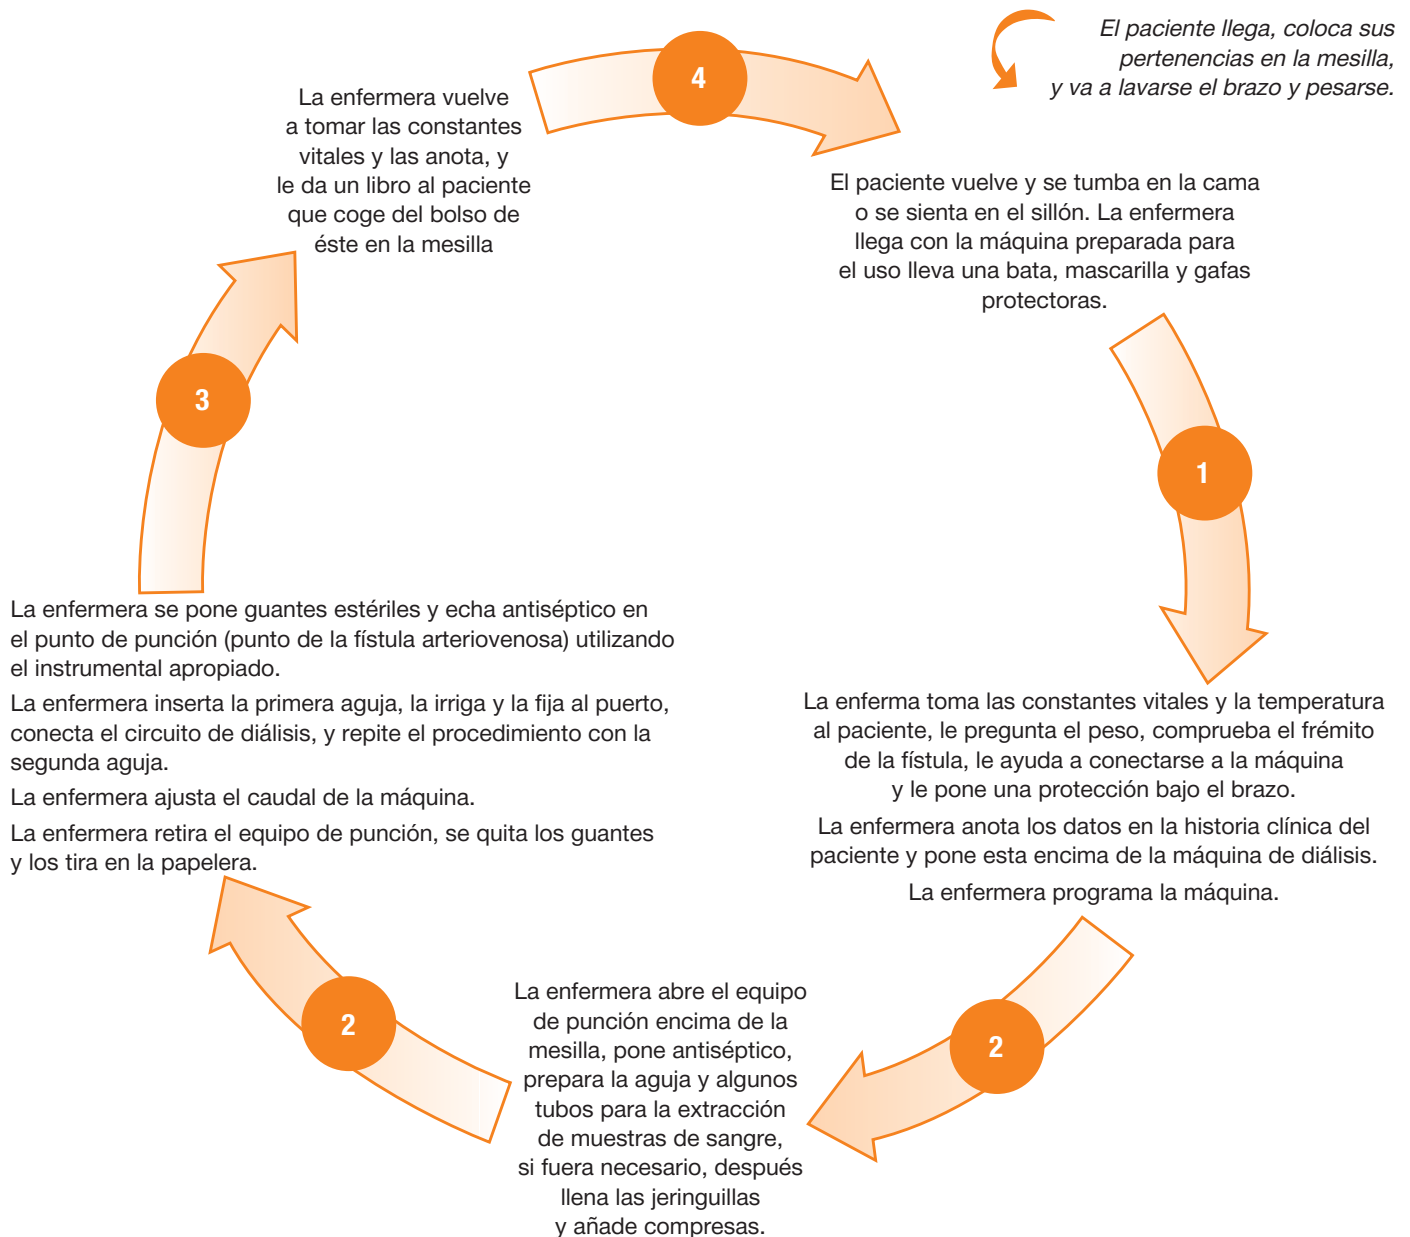 El paciente llega, coloca sus
pertenencias en la mesilla,
y va a lavarse el brazo y pesarse.
El paciente vuelve y se tumba en la cama
o se sienta en el sillón. La enfermera
llega con la máquina preparada para
el uso lleva una bata, mascarilla y gafas
protectoras.
1
La enferma toma las constantes vitales y la temperatura
al paciente, le pregunta el peso, comprueba el frémito
de la fístula, le ayuda a conectarse a la máquina
y le pone una protección bajo el brazo.
La enfermera anota los datos en la historia clínica del
paciente y pone esta encima de la máquina de diálisis.
La enfermera programa la máquina.
2
La enfermera abre el equipo
de punción encima de la
mesilla, pone antiséptico,
prepara la aguja y algunos
tubos para la extracción
de muestras de sangre,
si fuera necesario, después
llena las jeringuillas
y añade compresas.
2
La enfermera se pone guantes estériles y echa antiséptico en
el punto de punción (punto de la fístula arteriovenosa) utilizando
el instrumental apropiado.
La enfermera inserta la primera aguja, la irriga y la fija al puerto,
conecta el circuito de diálisis, y repite el procedimiento con la
segunda aguja.
La enfermera ajusta el caudal de la máquina.
La enfermera retira el equipo de punción, se quita los guantes
y los tira en la papelera.
3
La enfermera vuelve
a tomar las constantes
vitales y las anota, y
le da un libro al paciente
que coge del bolso de
éste en la mesilla
4